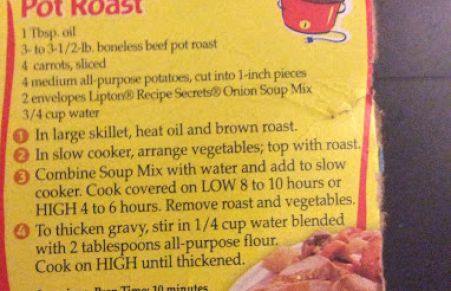 Pot Roast
1 Tbsp. oil
3- to 3-1/2-lb. boneless beef pot roast
4 carrots, sliced
4 medium all-purpose potatoes, cut into 1-inch pieces
2 envelopes Lipton® Recipe Secrets® Onion Soup Mix
3/4 cup water
1 In large skillet, heat oil and brown roast.
2 In slow cooker, arrange vegetables; top with roast.
3 Combine Soup Mix with water and add to slow
cooker. Cook covered on LOW 8 to 10 hours or
HIGH 4 to 6 hours. Remove roast and vegetables.
4 To thicken gravy, stir in 1/4 cup water blended
with 2 tablespoons all-purpose flour.
Cook on HIGH until thickened.
Prep Time: 10 minutes